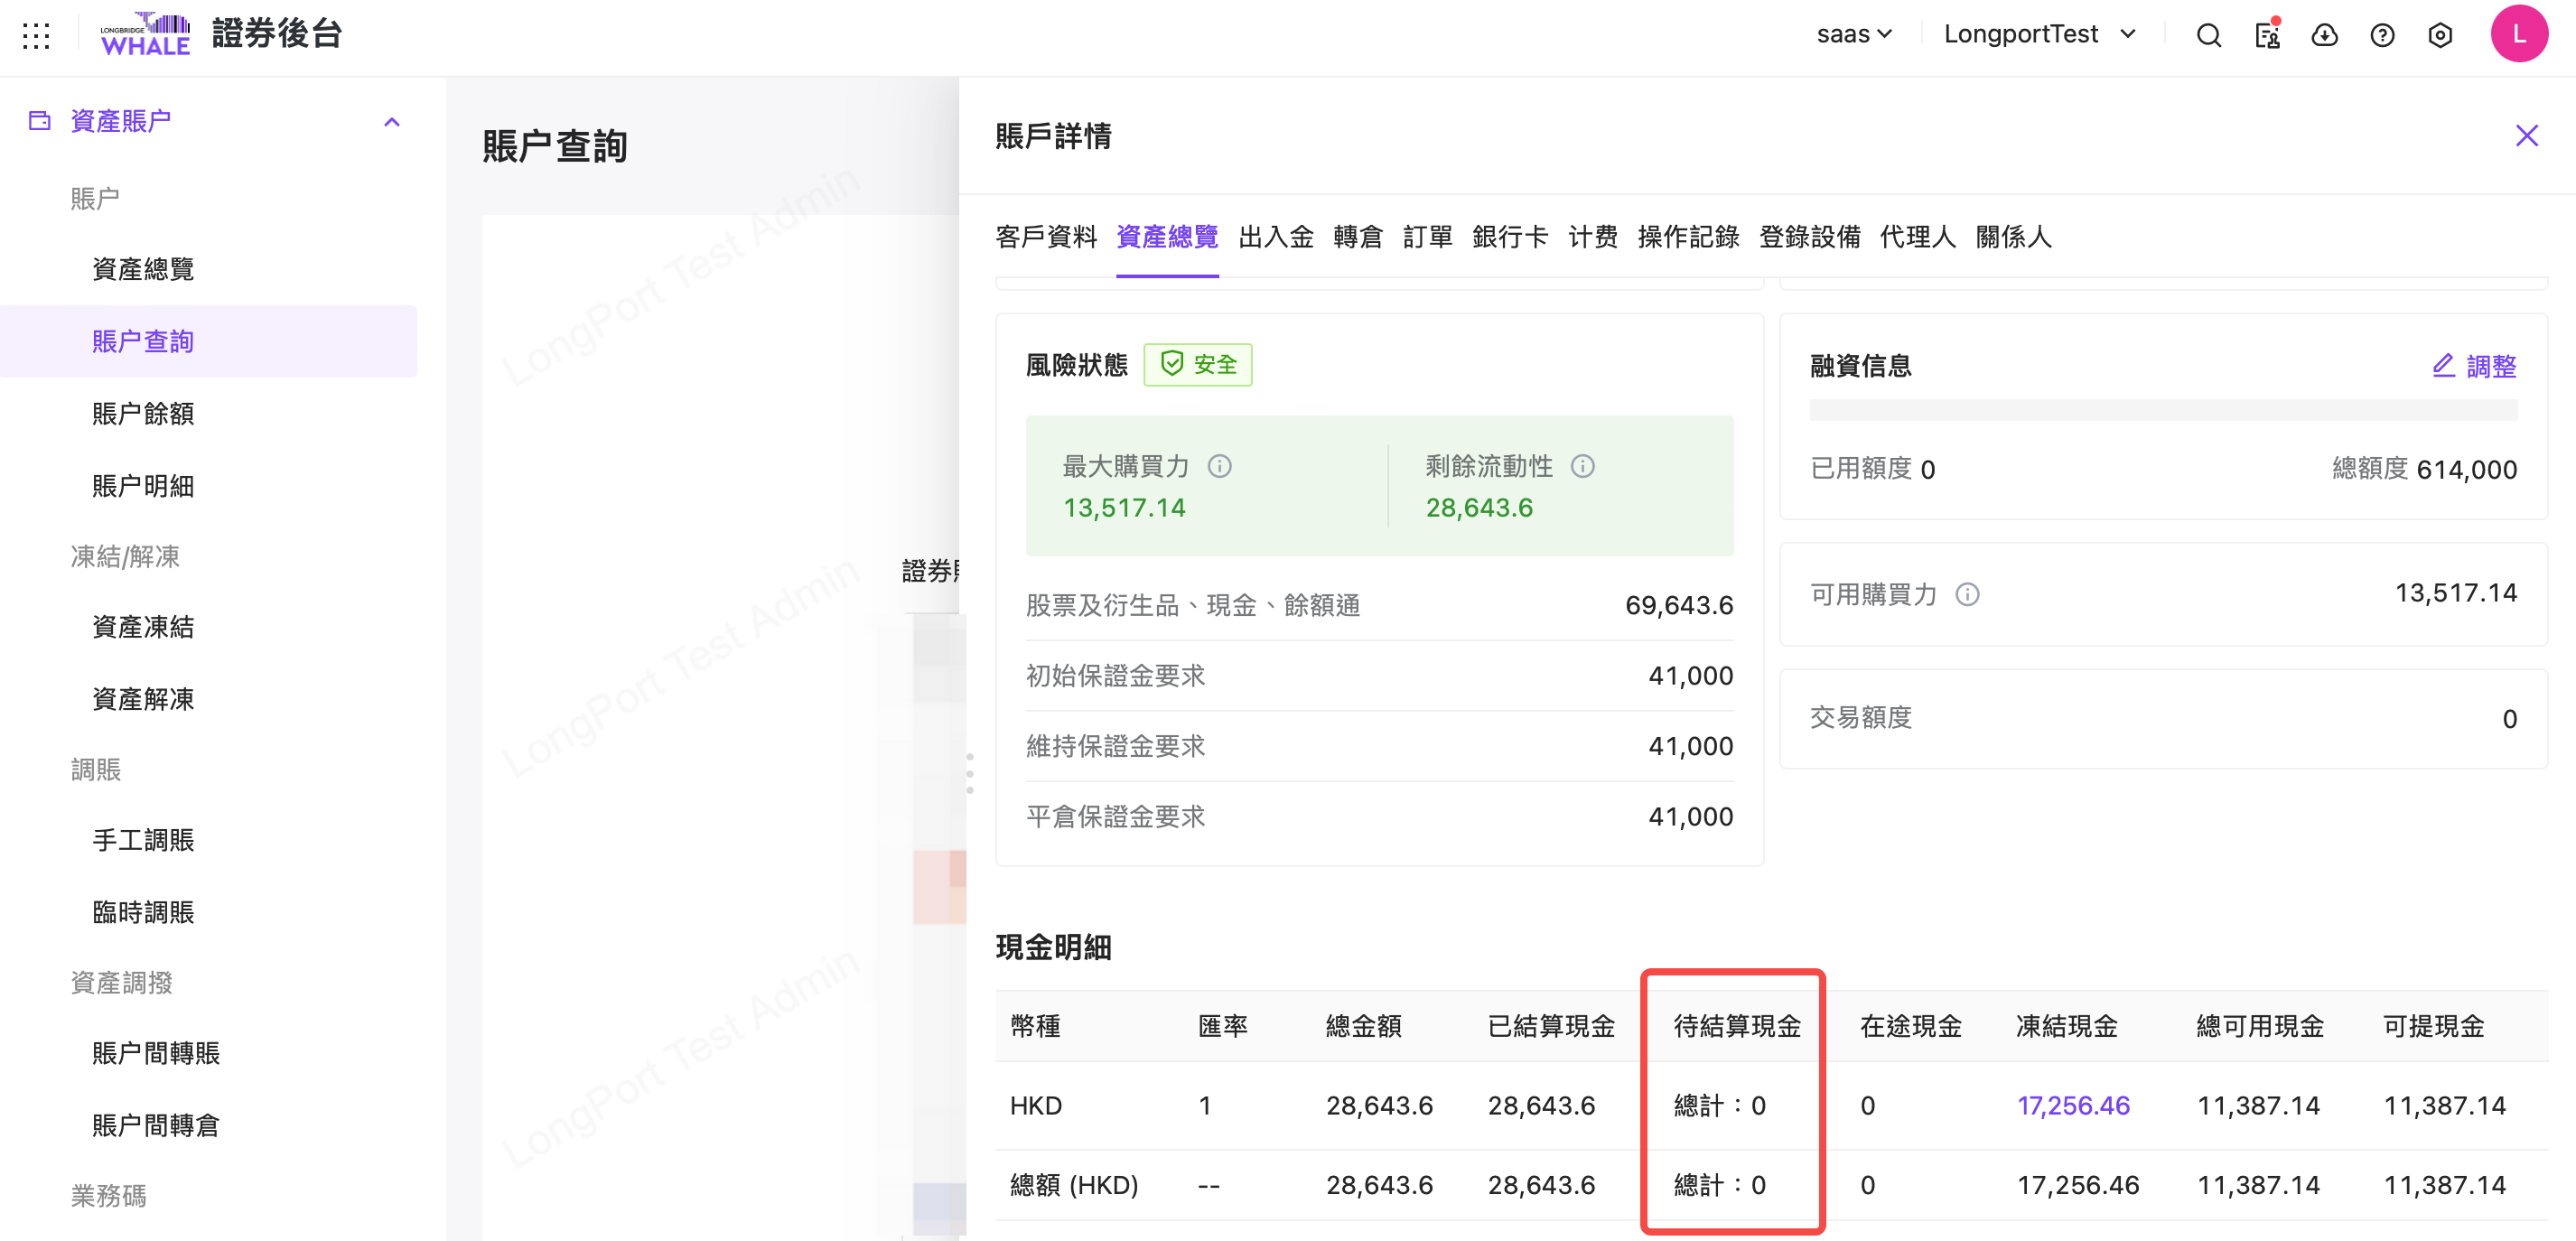 LONGBRIDGE
WHALE
證券後台
saas
LongportTest
L
資產賬户
賬户
資產總覽
賬户查詢
賬户餘額
賬户明細
凍結/解凍
資產凍結
資產解凍
調賬
手工調賬
臨時調賬
資產調撥
賬户間轉賬
賬户間轉倉
業務碼
賬户查詢
LongPort Test Admin
LongPort Test Admin
LongPort Test Admin
證券
賬戶詳情
客戶資料 資產總覽 出入金 轉倉 訂單 銀行卡 计费 操作記錄 登錄設備 代理人 關係人
風險狀態 安全
最大購買力
13,517.14
剩餘流動性
28,643.6
股票及衍生品、現金、餘額通 69,643.6
初始保證金要求 41,000
維持保證金要求 41,000
平倉保證金要求 41,000
融資信息 調整
已用額度 0 總額度 614,000
可用購買力 13,517.14
交易額度 0
現金明細
幣種 匯率 總金額 已結算現金 待結算現金 在途現金 凍結現金 總可用現金 可提現金
HKD 1 28,643.6 28,643.6 總計：0 0 17,256.46 11,387.14 11,387.14
總額 (HKD) -- 28,643.6 28,643.6 總計：0 0 17,256.46 11,387.14 11,387.14